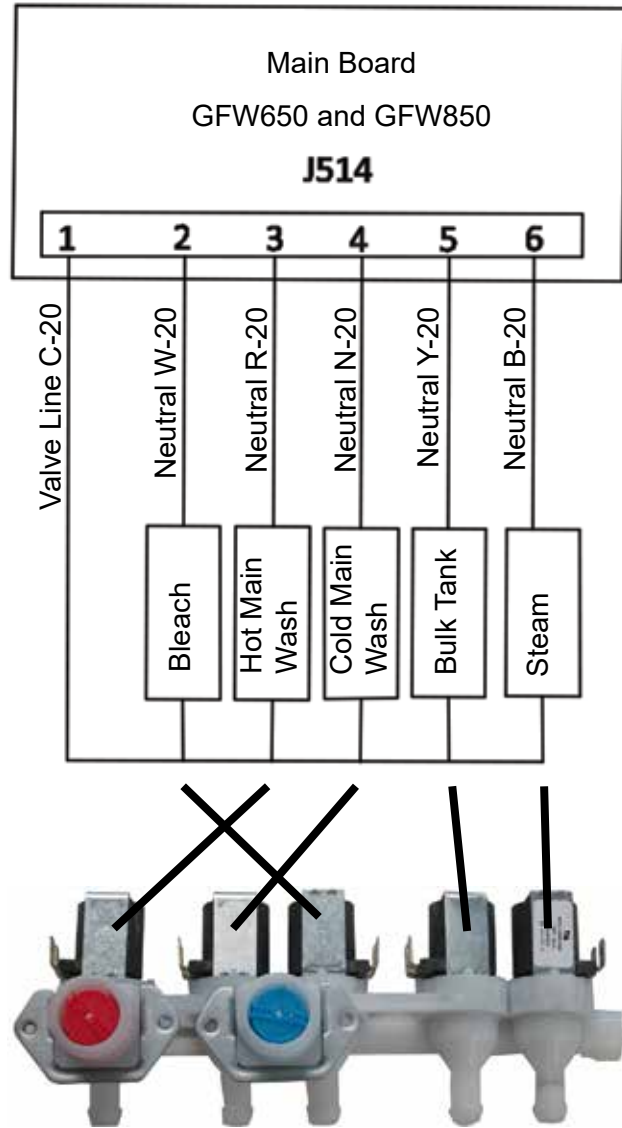 Main Board
GFW650 and GFW850
J514
1 2 3 4 5 6
Valve Line C-20
Neutral W-20
Neutral R-20
Neutral N-20
Neutral Y-20
Neutral B-20
Bleach
Hot Main
Wash
Cold Main
Wash
Bulk Tank
Steam